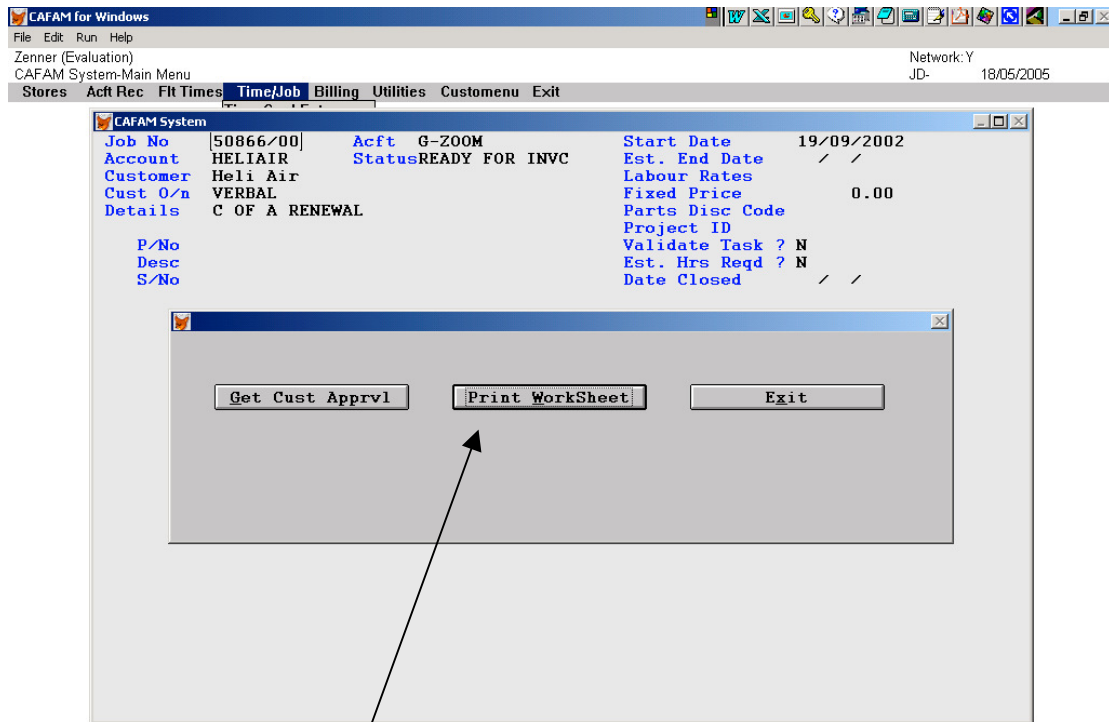 CAFAM for Windows
File Edit Run Help
Zenner (Evaluation) Network:Y
CAFAM System-Main Menu JD- 18/05/2005
Stores Acft Rec Flt Times Time/Job Billing Utilities Customenu Exit
CAFAM System
Job No 50866/00 Acft G-ZOOM Start Date 19/09/2002
Account HELIAIR StatusREADY FOR INVC Est. End Date / /
Customer Heli Air Labour Rates
Cust O/n VERBAL Fixed Price 0.00
Details C OF A RENEWAL Parts Disc Code
Project ID
P/No Validate Task ? N
Desc Est. Hrs Reqd ? N
S/No Date Closed / /
Get Cust Apprvl Print WorkSheet Exit